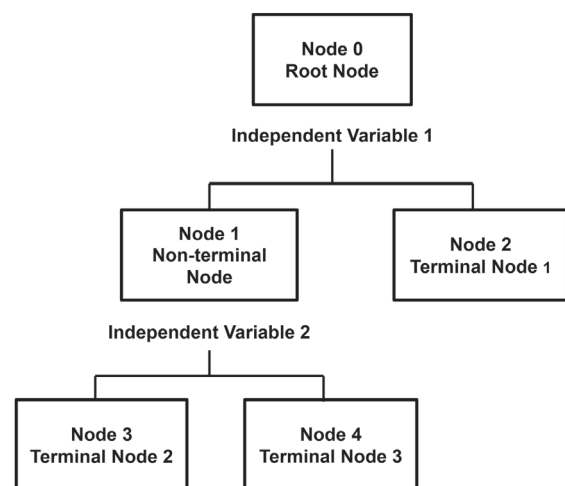 Node 0
Root Node
Independent Variable 1
Node 1
Non-terminal
Node
Node 2
Terminal Node 1
Independent Variable 2
Node 3
Terminal Node 2
Node 4
Terminal Node 3